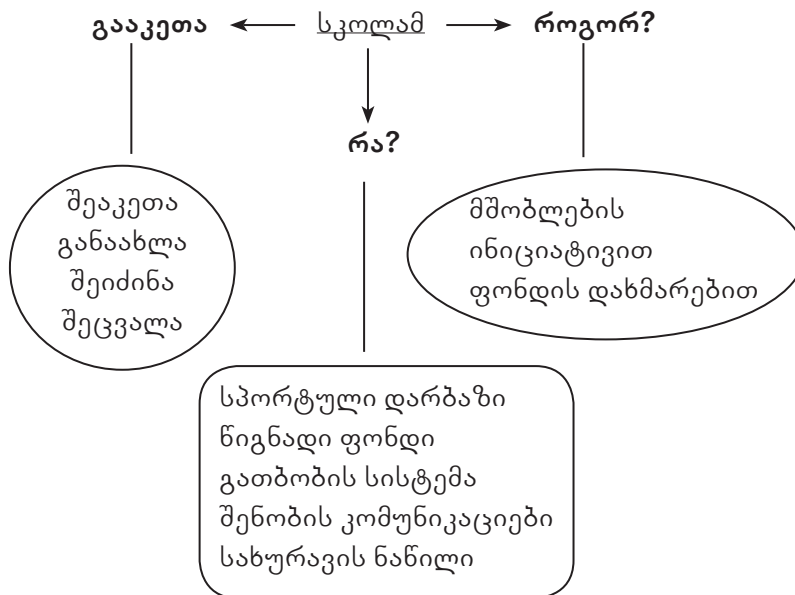 გააკეთა სკოლამ როგორ?
რა?
შეაკეთა
განაახლა
შეიძინა
შეცვალა
მშობლების
ინიციატივით
ფონდის დახმარებით
სპორტული დარბაზი
წიგნადი ფონდი
გათბობის სისტემა
შენობის კომუნიკაციები
სახურავის ნაწილი